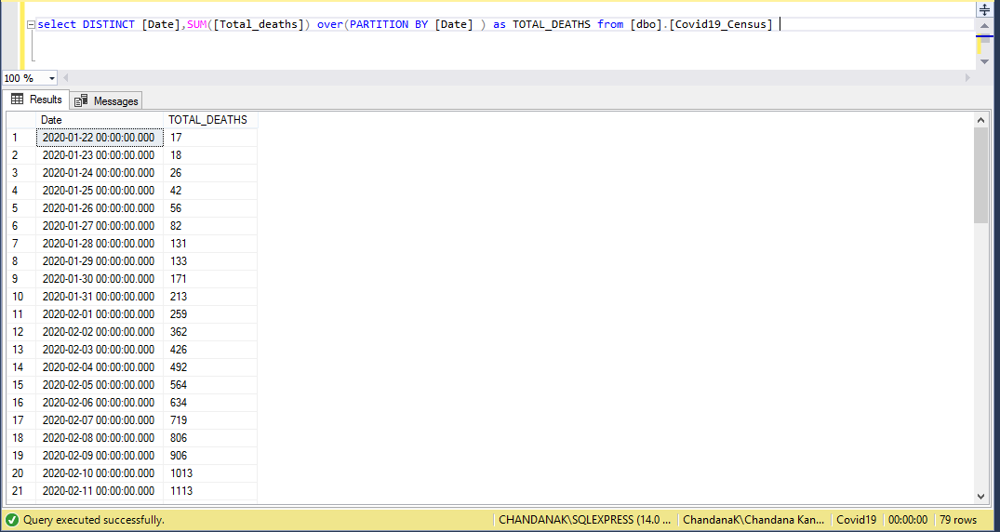 select DISTINCT [Date],SUM([Total_deaths]) over(PARTITION BY [Date] ) as TOTAL_DEATHS from [dbo].[Covid19_Census]
100 %
Results Messages
Date TOTAL_DEATHS
1 2020-01-22 00:00:00.000 17
2 2020-01-23 00:00:00.000 18
3 2020-01-24 00:00:00.000 26
4 2020-01-25 00:00:00.000 42
5 2020-01-26 00:00:00.000 56
6 2020-01-27 00:00:00.000 82
7 2020-01-28 00:00:00.000 131
8 2020-01-29 00:00:00.000 133
9 2020-01-30 00:00:00.000 171
10 2020-01-31 00:00:00.000 213
11 2020-02-01 00:00:00.000 259
12 2020-02-02 00:00:00.000 362
13 2020-02-03 00:00:00.000 426
14 2020-02-04 00:00:00.000 492
15 2020-02-05 00:00:00.000 564
16 2020-02-06 00:00:00.000 634
17 2020-02-07 00:00:00.000 719
18 2020-02-08 00:00:00.000 806
19 2020-02-09 00:00:00.000 906
20 2020-02-10 00:00:00.000 1013
21 2020-02-11 00:00:00.000 1113
Query executed successfully. CHANDANAK\SQLEXPRESS (14.0 ... ChandanaK\Chandana Kan... Covid19 00:00:00 79 rows